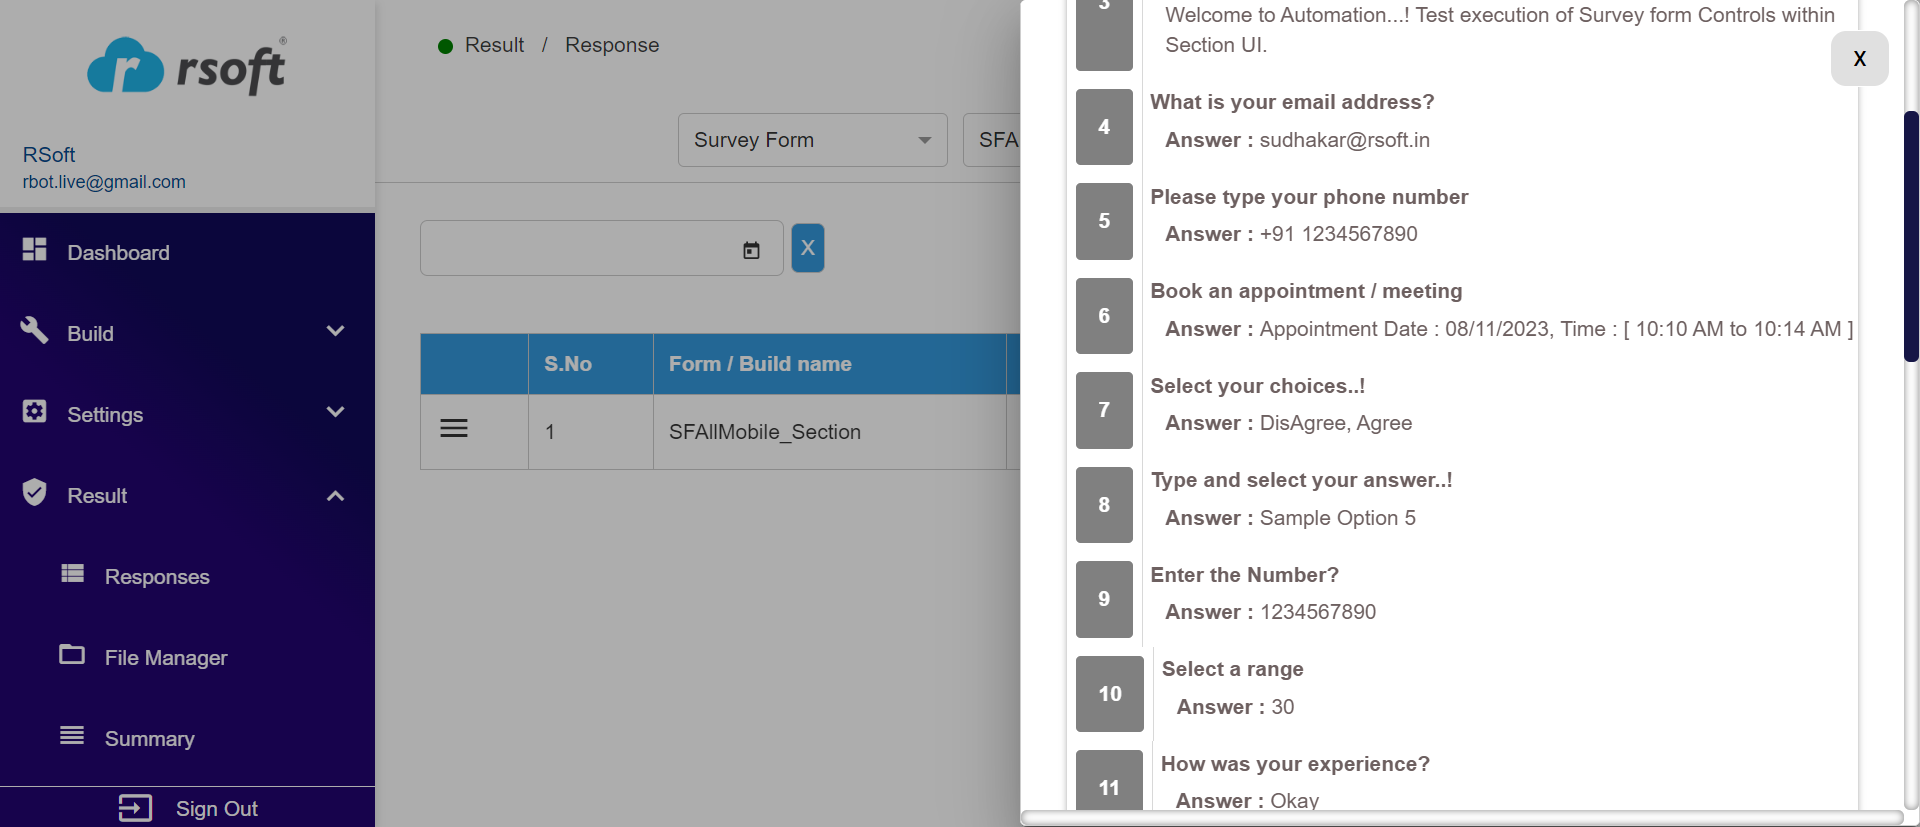 rsoft
®
RSoft
rbot.live@gmail.com
Dashboard
Build
Settings
Result
Responses
File Manager
Summary
Sign Out
Result / Response
Survey Form
SFA
X
S.No
Form / Build name
1
SFAllMobile_Section
X
3
Welcome to Automation...! Test execution of Survey form Controls within
Section UI.
4
What is your email address?
Answer : sudhakar@rsoft.in
5
Please type your phone number
Answer : +91 1234567890
6
Book an appointment / meeting
Answer : Appointment Date : 08/11/2023, Time : [ 10:10 AM to 10:14 AM ]
7
Select your choices..!
Answer : DisAgree, Agree
8
Type and select your answer..!
Answer : Sample Option 5
9
Enter the Number?
Answer : 1234567890
10
Select a range
Answer : 30
11
How was your experience?
Answer : Okay